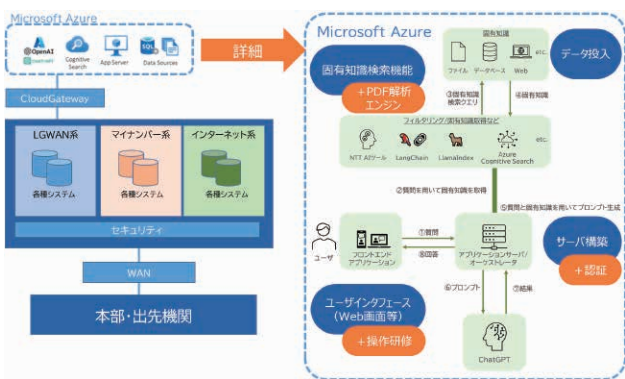 Microsoft Azure
OpenAI
Cognitive
Search
App Server
Data Sources
SQL
CloudGateway
LGWAN系
各種システム
マイナンバー系
各種システム
インターネット系
各種システム
セキュリティ
WAN
本部・出先機関
詳細
Microsoft Azure
固有知識検索機能
＋PDF解析
エンジン
固有知識
ファイル
データベース
Web
etc.
データ投入
③固有知識
検索クエリ
④固有知識
フィルタリング/固有知識取得など
NTT AIツール
LangChain
LlamaIndex
Azure
Cognitive Search
etc.
②質問を用いて固有知識を取得
⑤質問と固有知識を用いてプロンプト生成
ユーザ
フロントエンド
アプリケーション
①質問
⑧回答
アプリケーションサーバ/
オーケストレータ
サーバ構築
＋認証
ユーザインタフェース
（Web画面等）
＋操作研修
⑥プロンプト
⑦結果
ChatGPT